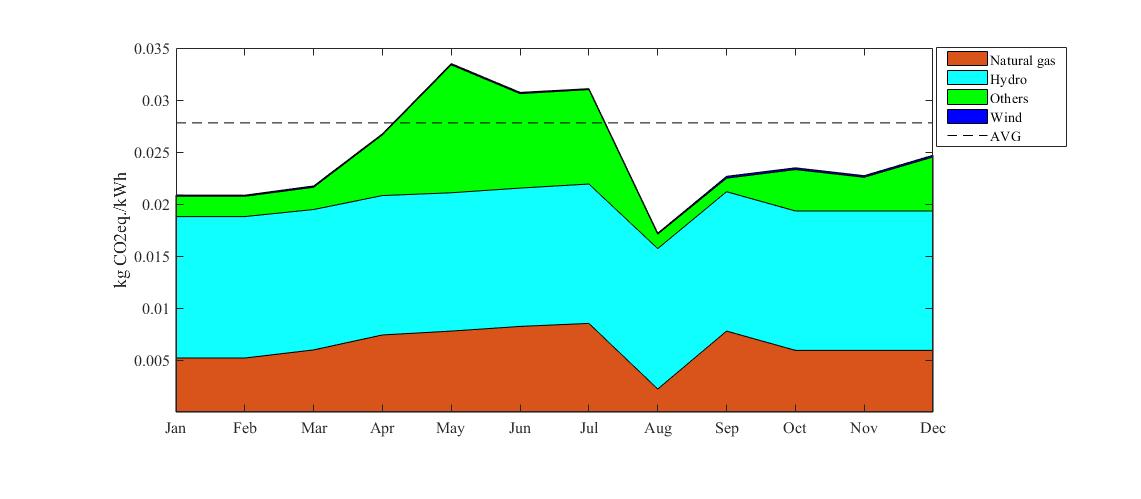 0.035
0.03
0.025
0.02
0.015
0.01
0.005
kg CO2eq./kWh
Jan Feb Mar Apr May Jun Jul Aug Sep Oct Nov Dec
Natural gas
Hydro
Others
Wind
AVG